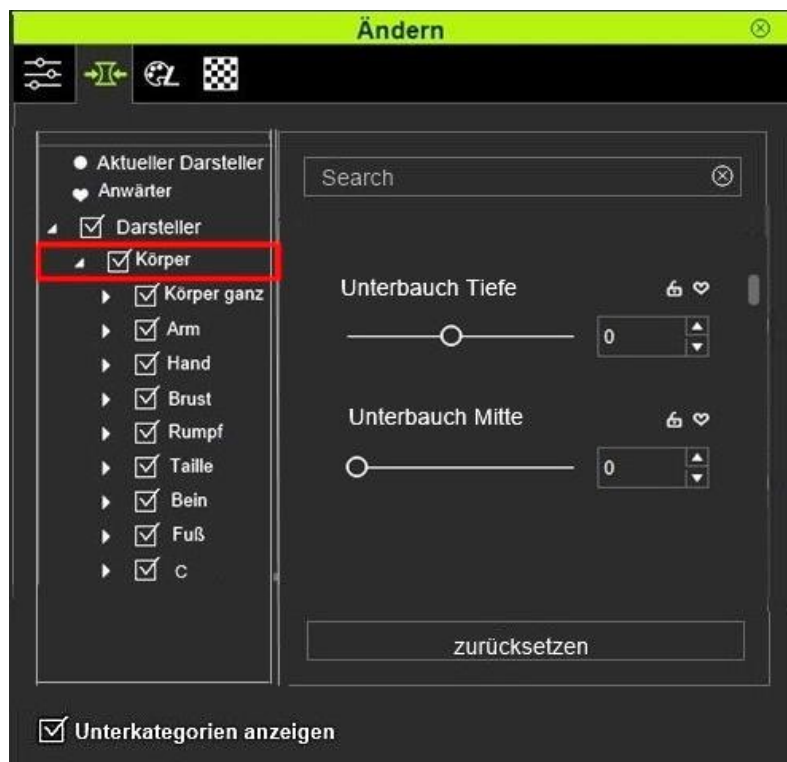 Ändern
Aktueller Darsteller
Anwärter
Darsteller
Körper
Körper ganz
Arm
Hand
Brust
Rumpf
Taille
Bein
Fuß
C
Search
Unterbauch Tiefe
0
Unterbauch Mitte
0
zurücksetzen
Unterkategorien anzeigen